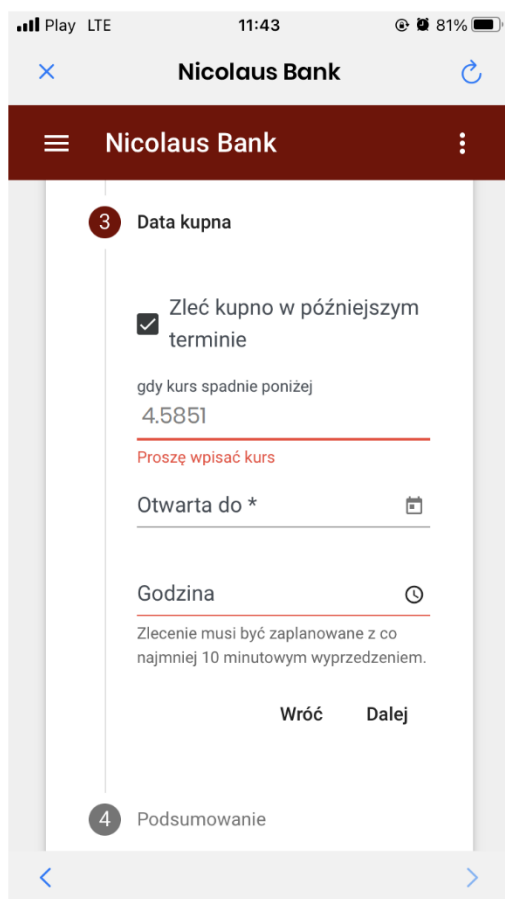 Play LTE 11:43 81%
Nicolaus Bank
Nicolaus Bank
3 Data kupna
Zleć kupno w późniejszym
terminie
gdy kurs spadnie poniżej
4.5851
Proszę wpisać kurs
Otwarta do *
Godzina
Zlecenie musi być zaplanowane z co
najmniej 10 minutowym wyprzedzeniem.
Wróć Dalej
4 Podsumowanie